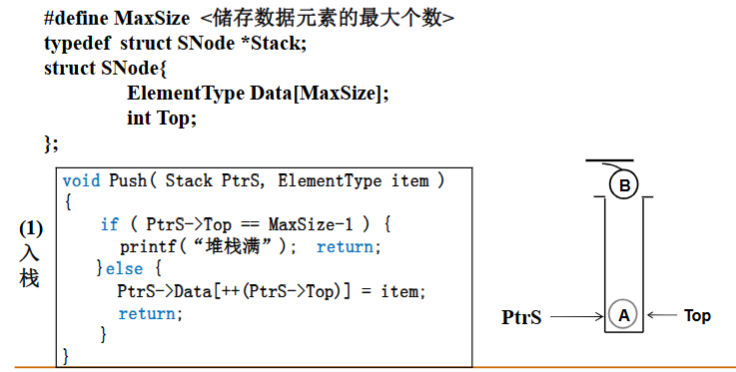 #define MaxSize <储存数据元素的最大个数>
typedef struct SNode *Stack;
struct SNode{
ElementType Data[MaxSize];
int Top;
};
(1)
入
栈
void Push( Stack PtrS, ElementType item )
{
if ( PtrS->Top == MaxSize-1 ) {
printf(“堆栈满”); return;
}else {
PtrS->Data[++(PtrS->Top)] = item;
return;
}
}
B
PtrS
A
Top